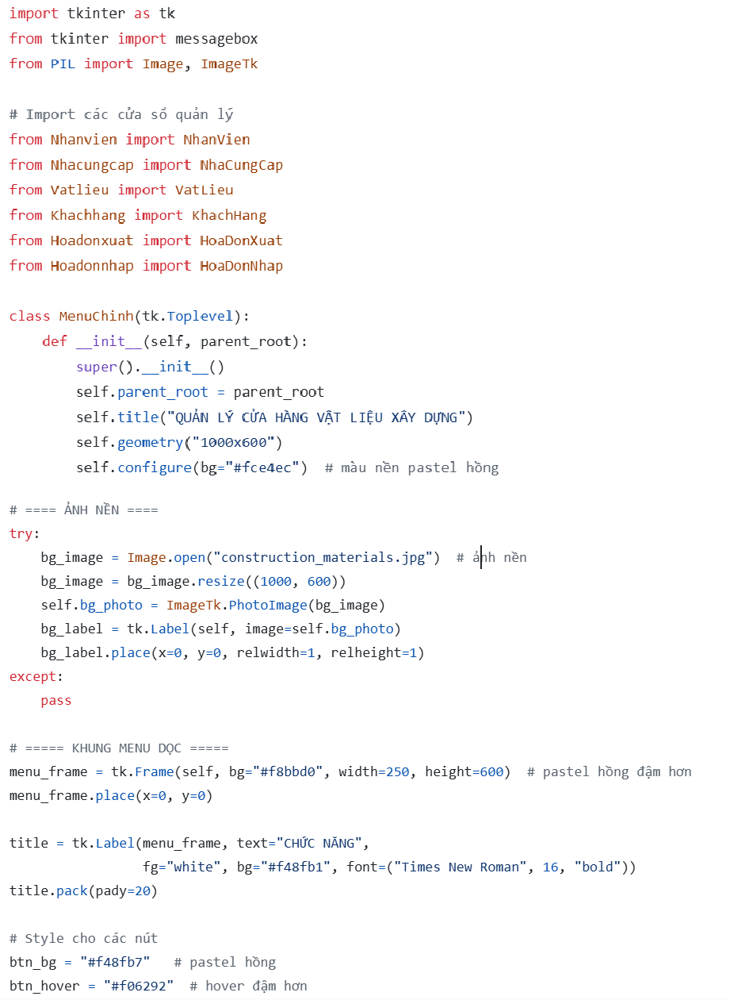 import tkinter as tk
from tkinter import messagebox
from PIL import Image, ImageTk

# Import các cửa sổ quản lý
from Nhanvien import NhanVien
from Nhacungcap import NhaCungCap
from Vatlieu import VatLieu
from Khachhang import KhachHang
from Hoadonxuat import HoaDonXuat
from Hoadonnhap import HoaDonNhap

class MenuChinh(tk.Toplevel):
    def __init__(self, parent_root):
        super().__init__()
        self.parent_root = parent_root
        self.title("QUẢN LÝ CỬA HÀNG VẬT LIỆU XÂY DỰNG")
        self.geometry("1000x600")
        self.configure(bg="#fce4ec")  # màu nền pastel hồng

# ==== ẢNH NỀN ====
try:
    bg_image = Image.open("construction_materials.jpg")  # ảnh nền
    bg_image = bg_image.resize((1000, 600))
    self.bg_photo = ImageTk.PhotoImage(bg_image)
    bg_label = tk.Label(self, image=self.bg_photo)
    bg_label.place(x=0, y=0, relwidth=1, relheight=1)
except:
    pass

# ===== KHUNG MENU DỌC =====
menu_frame = tk.Frame(self, bg="#f8bbd0", width=250, height=600)  # pastel hồng đậm hơn
menu_frame.place(x=0, y=0)

title = tk.Label(menu_frame, text="CHỨC NĂNG",
                 fg="white", bg="#f48fb1", font=("Times New Roman", 16, "bold"))
title.pack(pady=20)

# Style cho các nút
btn_bg = "#f48fb7"   # pastel hồng
btn_hover = "#f06292"  # hover đậm hơn